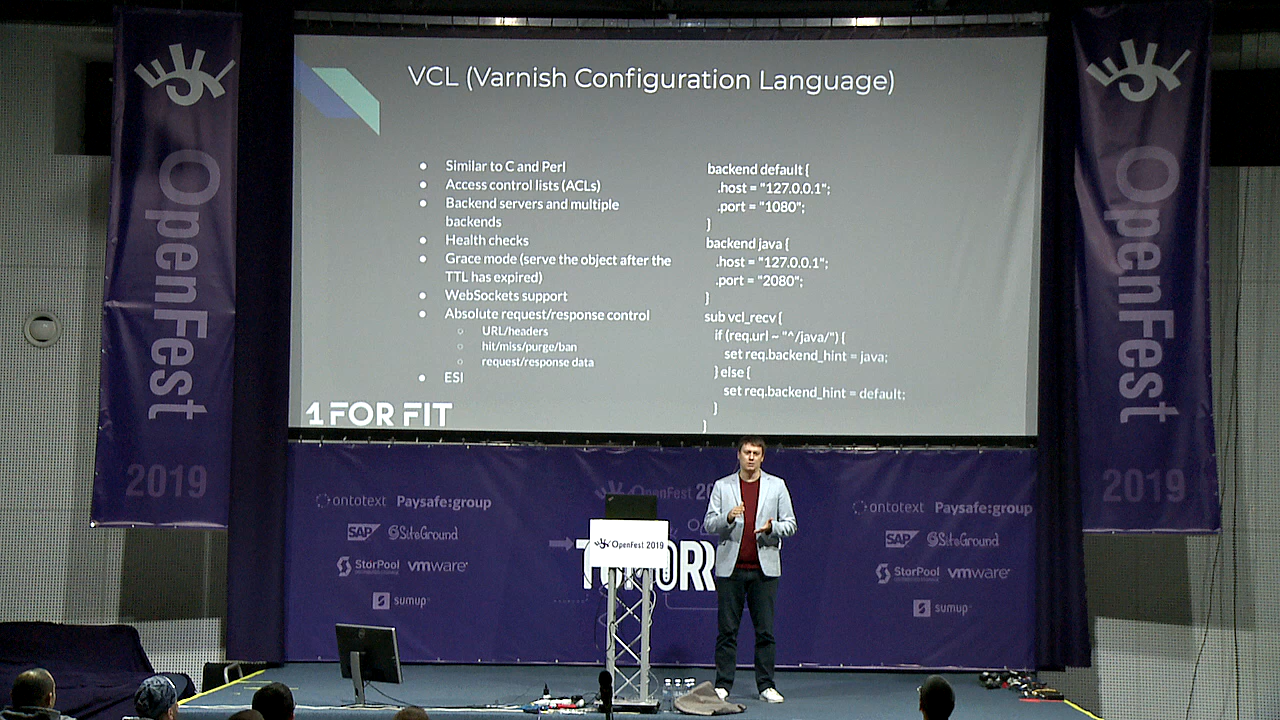 VCL (Varnish Configuration Language)
● Similar to C and Perl
● Access control lists (ACLs)
● Backend servers and multiple
backends
● Health checks
● Grace mode (serve the object after the
TTL has expired)
● WebSockets support
● Absolute request/response control
○ URL/headers
○ hit/miss/purge/ban
○ request/response data
● ESI
backend default {
.host = "127.0.0.1";
.port = "1080";
}
backend java {
.host = "127.0.0.1";
.port = "2080";
}
sub vcl_recv {
if (req.url ~ "^/java/") {
set req.backend_hint = java;
} else {
set req.backend_hint = default;
}
}
1 FOR FIT
OpenFest
2019
OpenFest
2019
ontotext Paysafe:group
SAP SiteGround
StorPool vmware
sumup
OpenFest 20
OpenFest 2019
ontotext Paysafe:group
SAP SiteGround
StorPool vmware
sumup